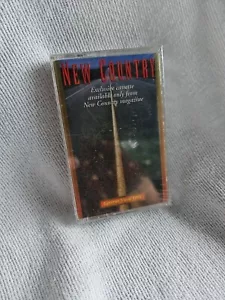 New Country
Exclusive cassette
available only from
New Country magazine